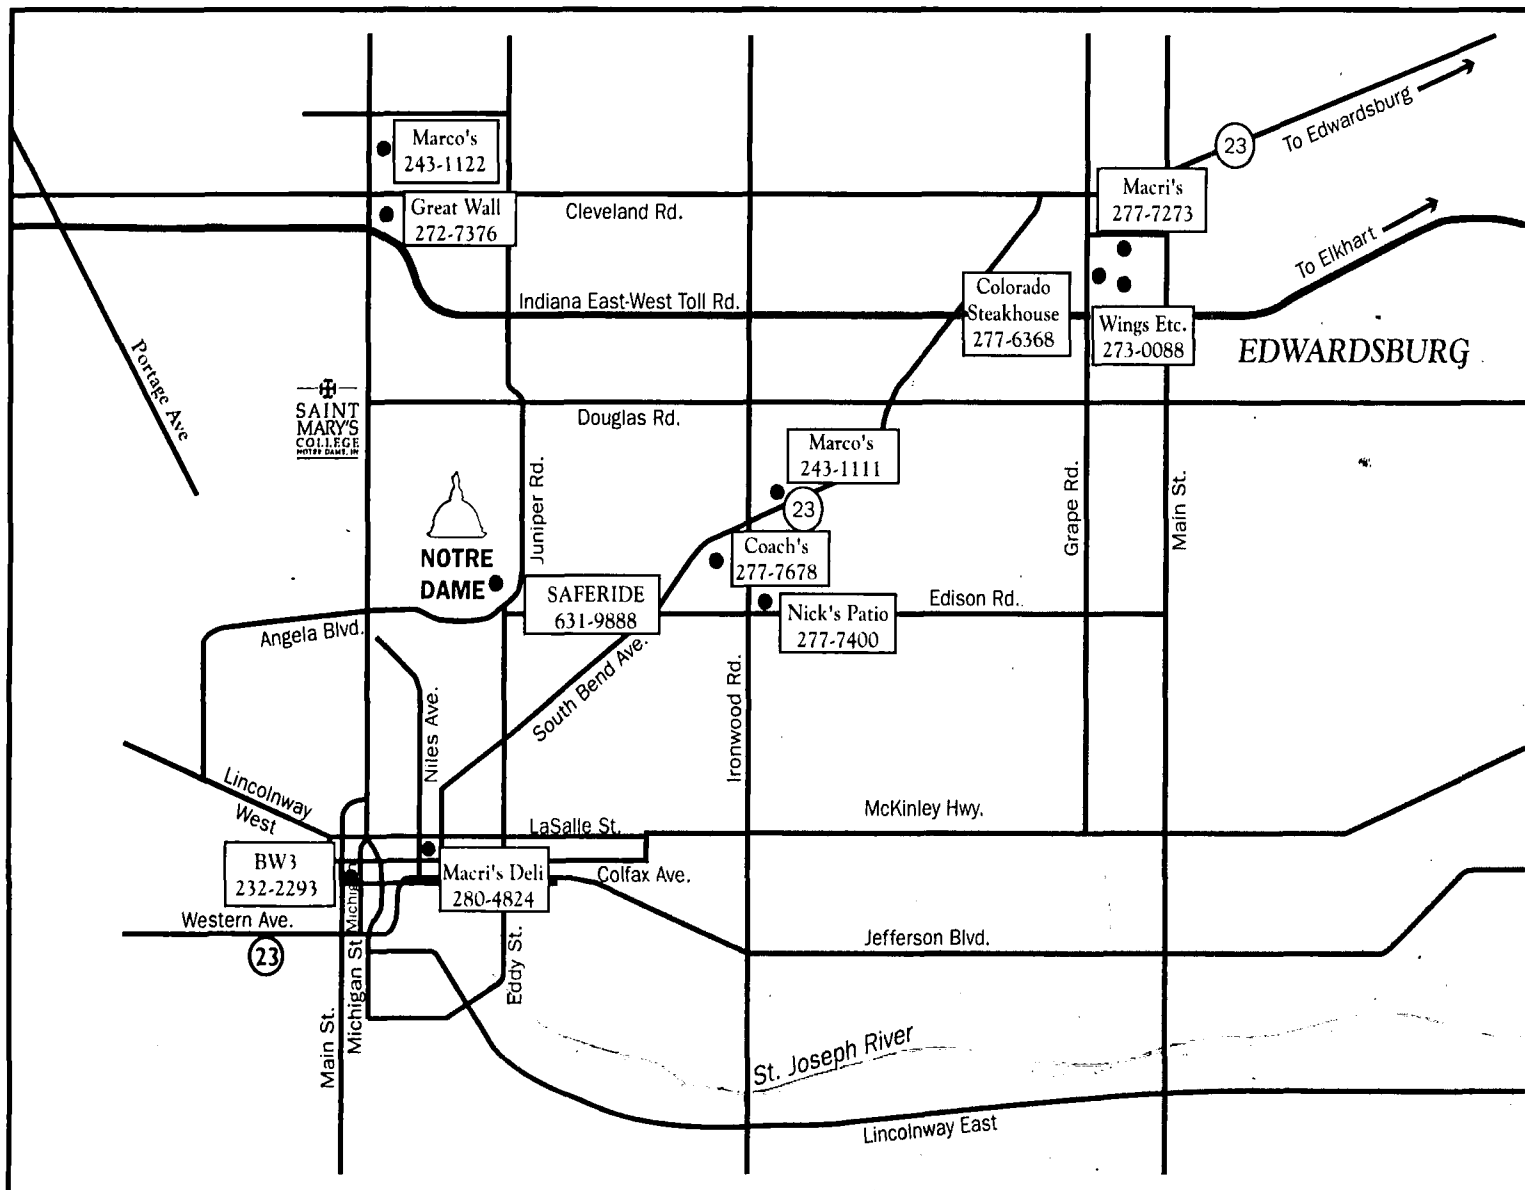 Marco's
243-1122
Great Wall
272-7376
Cleveland Rd.
Macri's
277-7273
23
To Edwardsburg
To Elkhart
Indiana East-West Toll Rd.
Colorado
Steakhouse
277-6368
Wings Etc.
273-0088
EDWARDSBURG
Portage Ave
SAINT
MARY'S
COLLEGE
NOTRE DAME, IN
Douglas Rd.
Marco's
243-1111
23
Juniper Rd.
Grape Rd.
Main St.
NOTRE
DAME
Coach's
277-7678
SAFERIDE
631-9888
Nick's Patio
277-7400
Edison Rd.
Angela Blvd.
South Bend Ave.
Ironwood Rd.
Niles Ave.
Lincolnway
West
LaSalle St.
McKinley Hwy.
BW3
232-2293
Macri's Deli
280-4824
Colfax Ave.
Western Ave.
23
Michig
Michigan St
Main St.
Eddy St.
Jefferson Blvd.
St. Joseph River
Lincolnway East